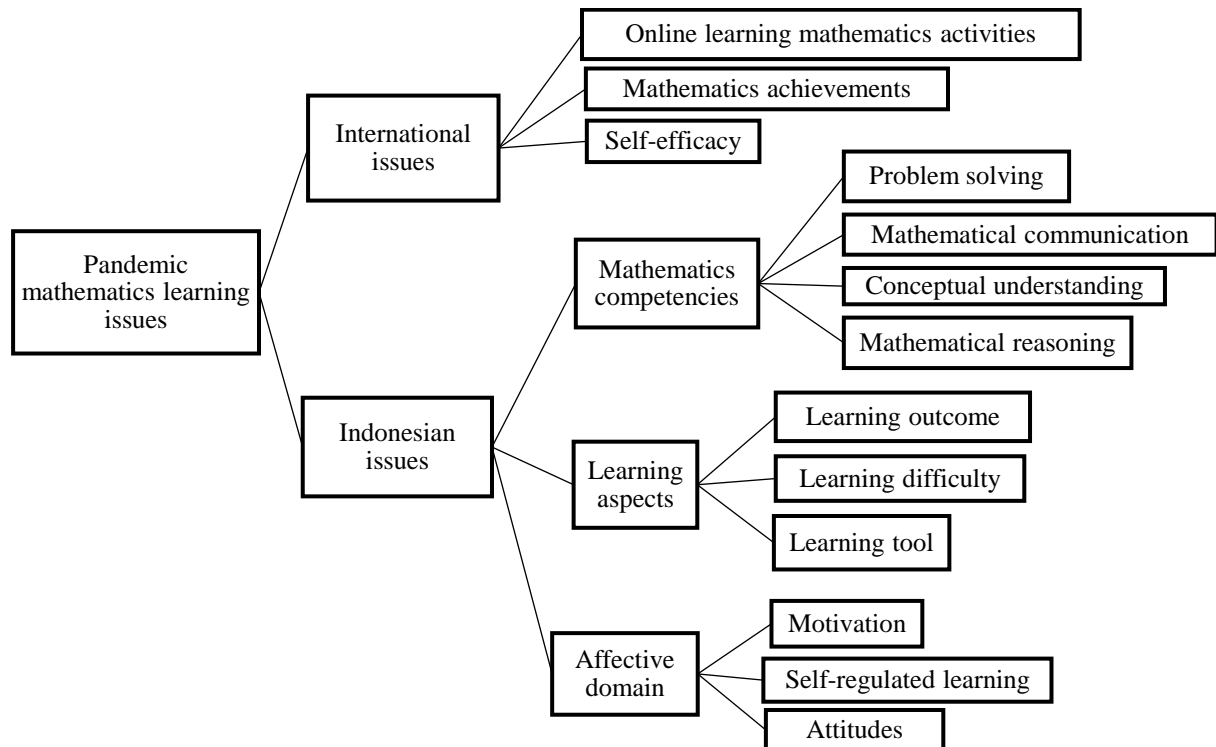 Online learning mathematics activities
Mathematics achievements
International
issues
Self-efficacy
Problem solving
Pandemic
mathematics learning
issues
Mathematics
competencies
Mathematical communication
Conceptual understanding
Mathematical reasoning
Indonesian
issues
Learning outcome
Learning
aspects
Learning difficulty
Learning tool
Motivation
Affective
domain
Self-regulated learning
Attitudes